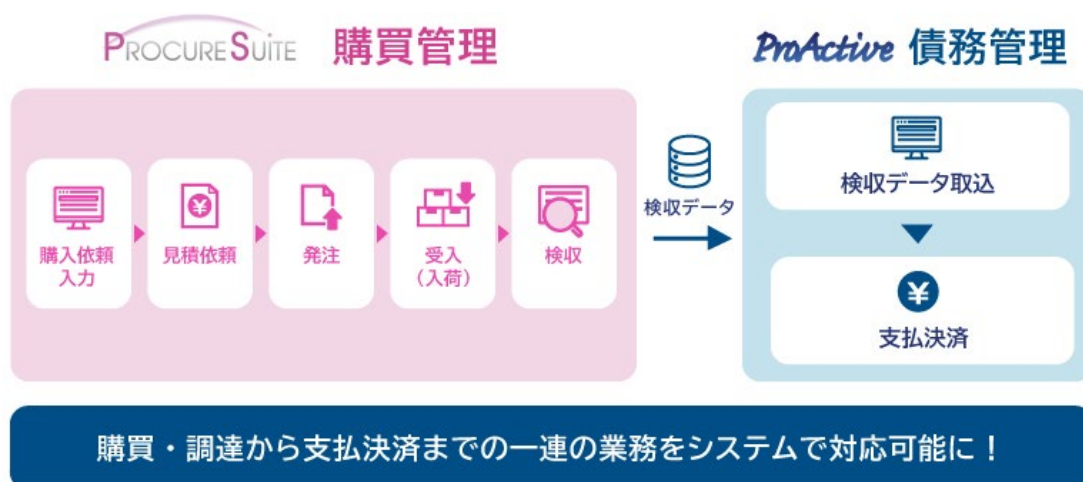 PROCURESUITE 購買管理
ProActive 債務管理
購入依頼
入力
見積依頼
発注
受入
（入荷）
検収
検収データ
検収データ取込
支払決済
購買・調達から支払決済までの一連の業務をシステムで対応可能に！